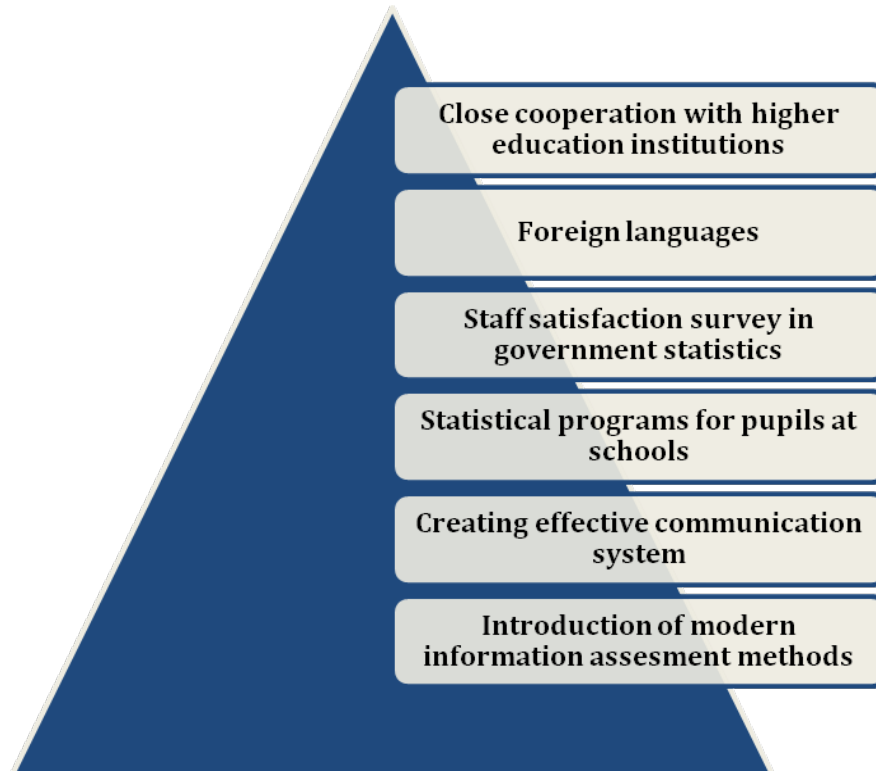 Close cooperation with higher
education institutions
Foreign languages
Staff satisfaction survey in
government statistics
Statistical programs for pupils at
schools
Creating effective communication
system
Introduction of modern
information assesment methods